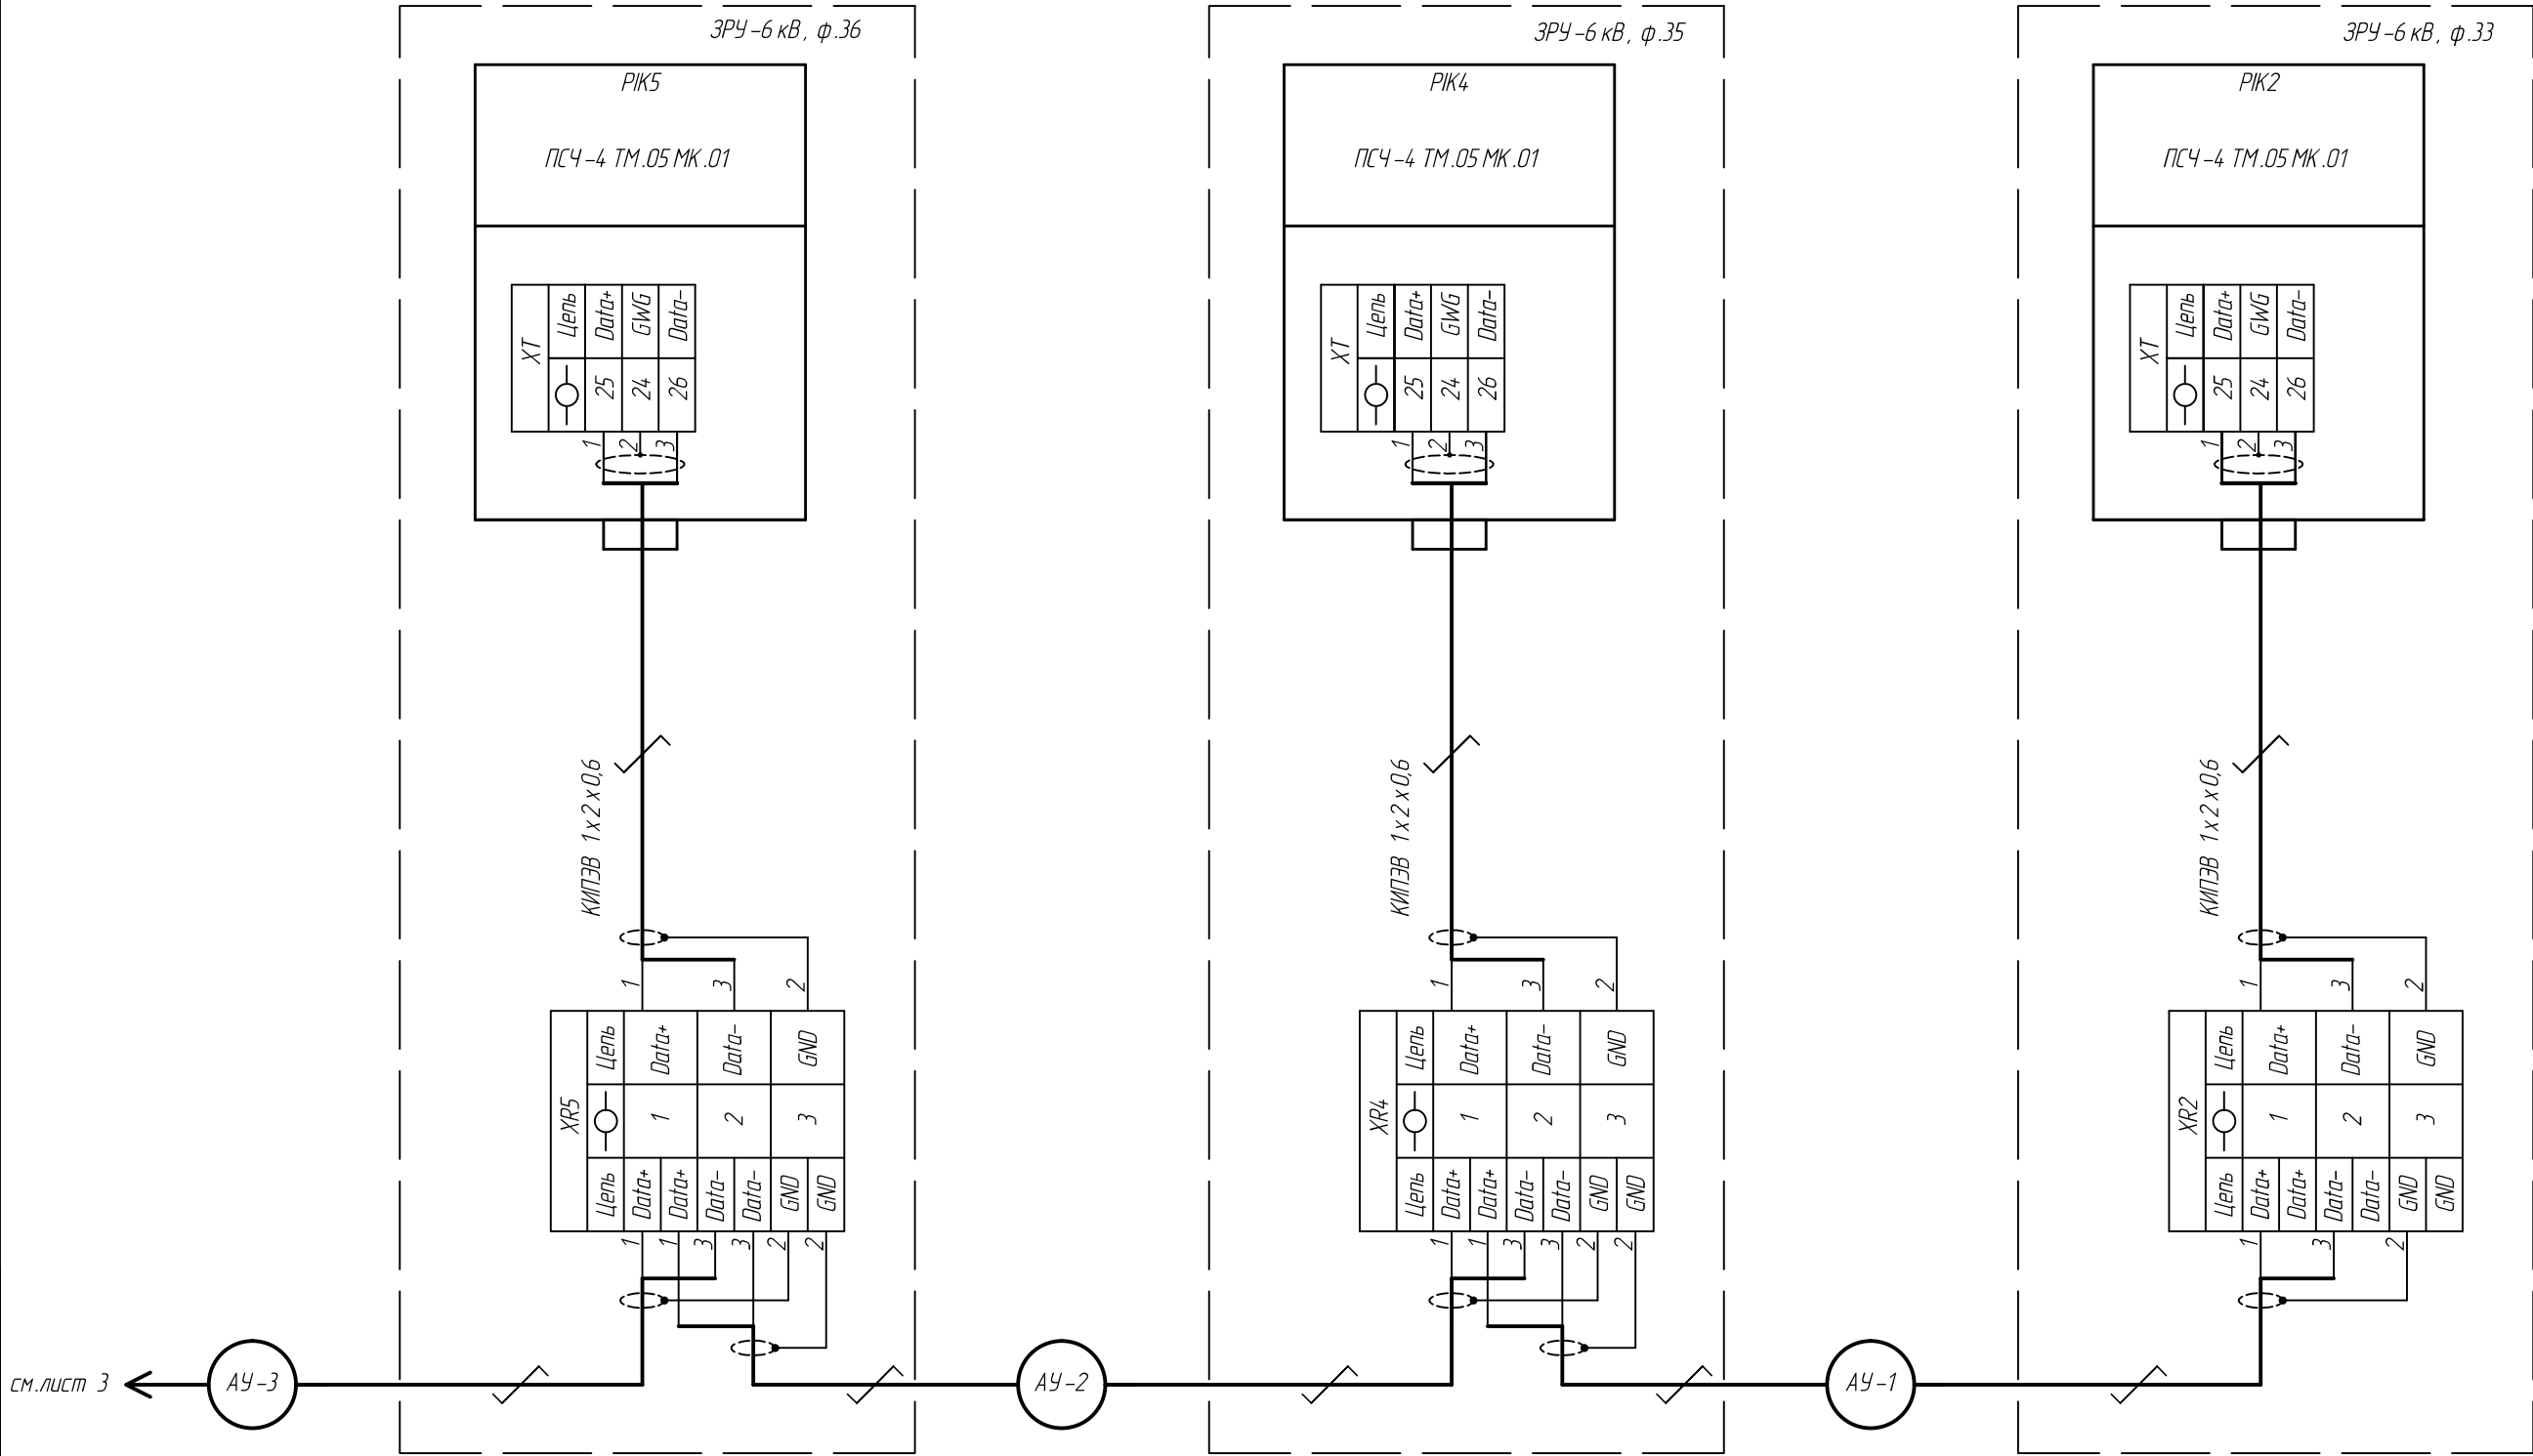 ЗРУ-6 кВ, ф.36
PIK5
ПСЧ-4 ТМ.05 МК.01
XT
Цепь
Data+
GWG
Data-
25
24
26
1
2
3
КИПЭВ 1x2x0,6
1
3
2
XR5
Цепь
Data+
Data-
GND
1
2
3
Цепь
Data+
Data+
Data-
Data-
GND
GND
1
1
3
3
2
2
см.лист 3
АУ-3
ЗРУ-6 кВ, ф.35
PIK4
ПСЧ-4 ТМ.05 МК.01
XT
Цепь
Data+
GWG
Data-
25
24
26
1
2
3
КИПЭВ 1x2x0,6
1
3
2
XR4
Цепь
Data+
Data-
GND
1
2
3
Цепь
Data+
Data+
Data-
Data-
GND
GND
1
1
3
3
2
2
АУ-2
ЗРУ-6 кВ, ф.33
PIK2
ПСЧ-4 ТМ.05 МК.01
XT
Цепь
Data+
GWG
Data-
25
24
26
1
2
3
КИПЭВ 1x2x0,6
1
3
2
XR2
Цепь
Data+
Data-
GND
1
2
3
Цепь
Data+
Data+
Data-
Data-
GND
GND
1
3
2
АУ-1